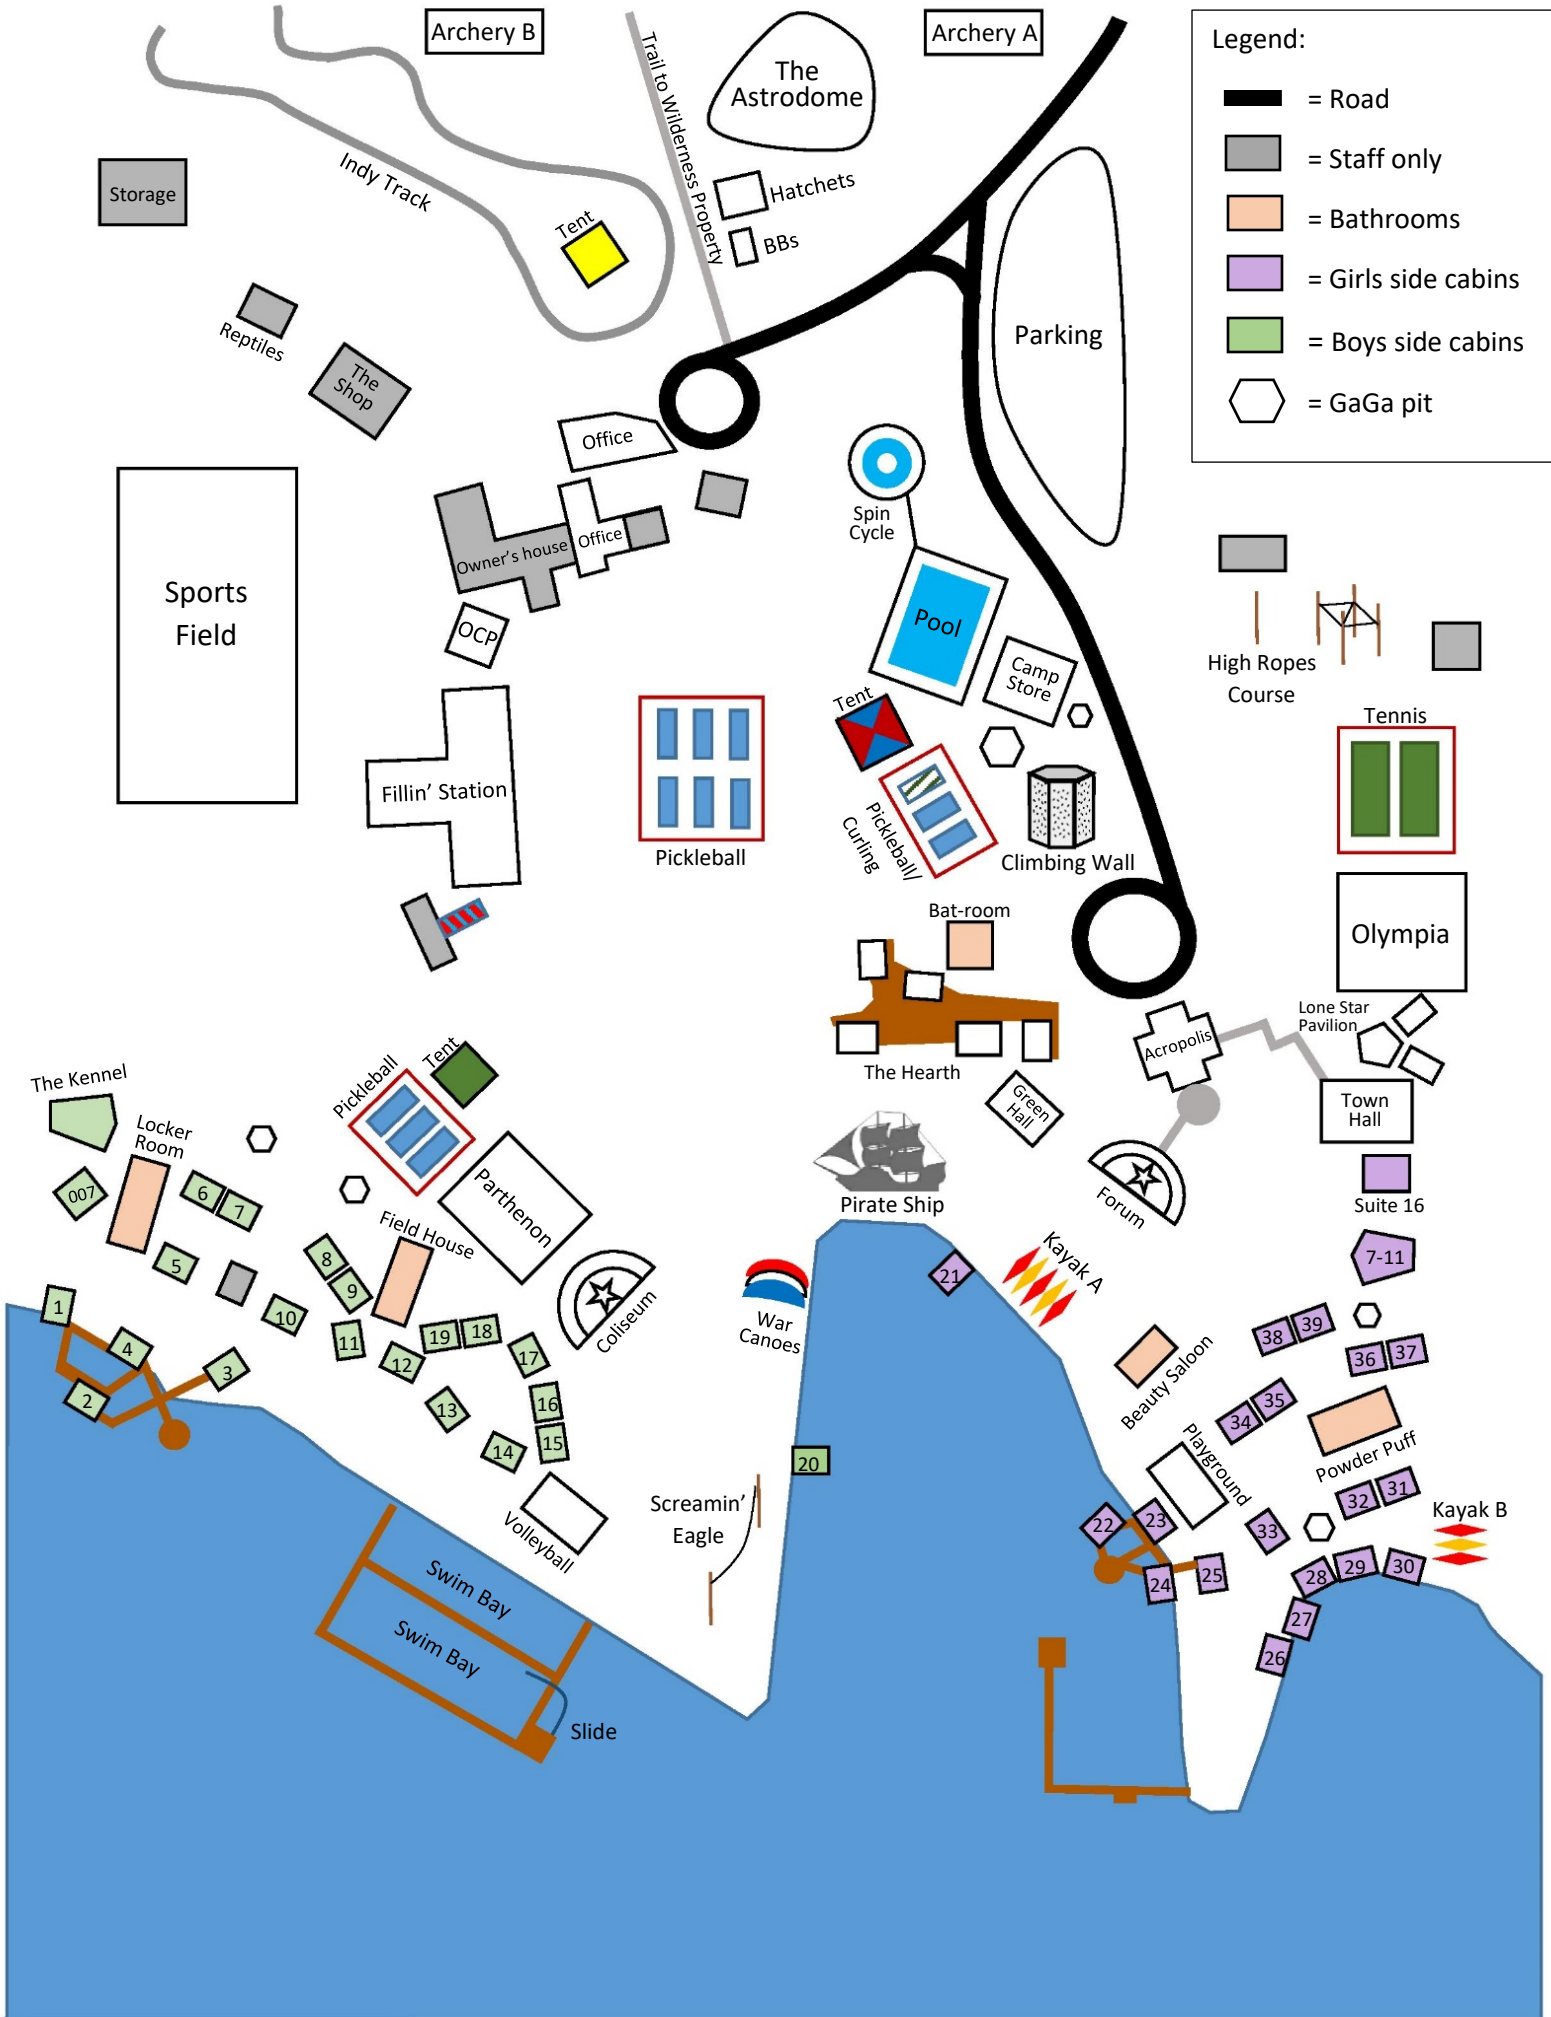 Archery B
Archery A
Legend:
= Road
= Staff only
= Bathrooms
= Girls side cabins
= Boys side cabins
= GaGa pit
The
Astrodome
Trail to Wilderness Property
Indy Track
Storage
Hatchets
BBs
Tent
Reptiles
The
Shop
Parking
Office
Spin
Cycle
Owner's house
Office
Sports
Field
OCP
Pool
Camp
Store
High Ropes
Course
Tent
Tennis
Fillin' Station
Pickleball
Pickleball/
Curling
Climbing Wall
Bat-room
Olympia
Lone Star
Pavilion
Acropolis
The Hearth
Green
Hall
Town
Hall
The Kennel
Locker
Room
Pickleball
Tent
Parthenon
Pirate Ship
Forum
Suite 16
007
6
7
Field House
5
8
9
10
11
12
19
18
17
16
15
13
14
1
4
2
3
Coliseum
War
Canoes
21
Kayak A
7-11
38
39
36
37
Beauty Saloon
34
35
Powder Puff
Playground
32
31
Kayak B
33
22
23
24
25
28
29
30
27
26
20
Screamin'
Eagle
Volleyball
Swim Bay
Swim Bay
Slide